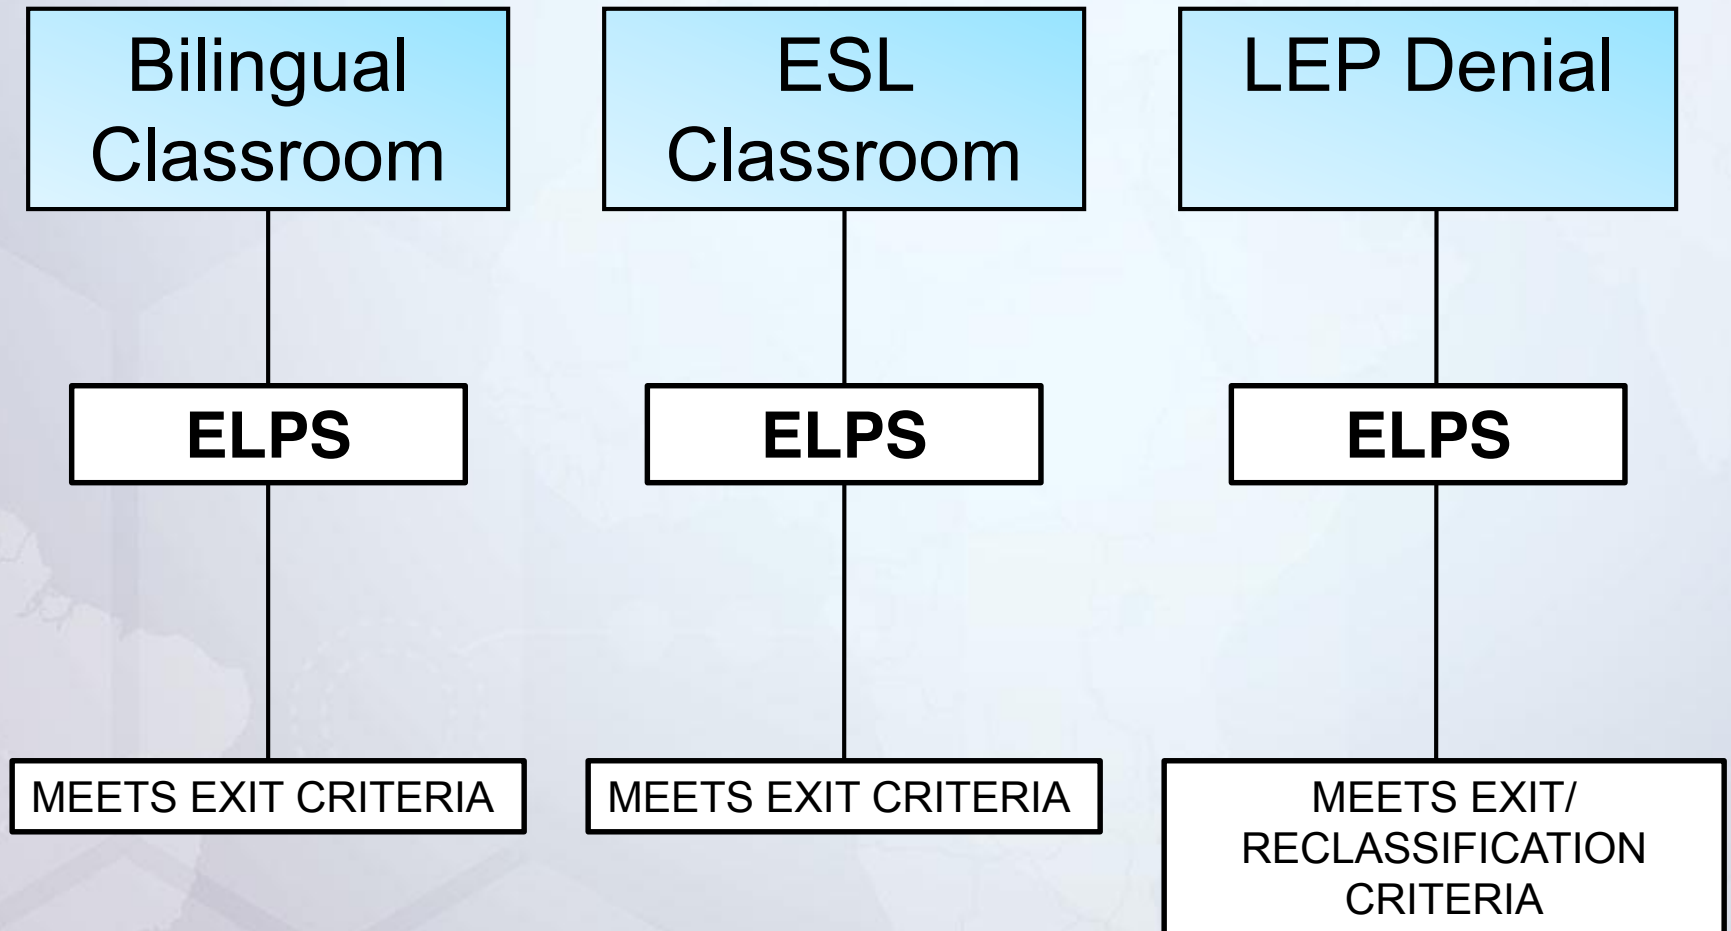 Bilingual
Classroom
ESL
Classroom
LEP Denial
ELPS
ELPS
ELPS
MEETS EXIT CRITERIA
MEETS EXIT CRITERIA
MEETS EXIT/
RECLASSIFICATION
CRITERIA